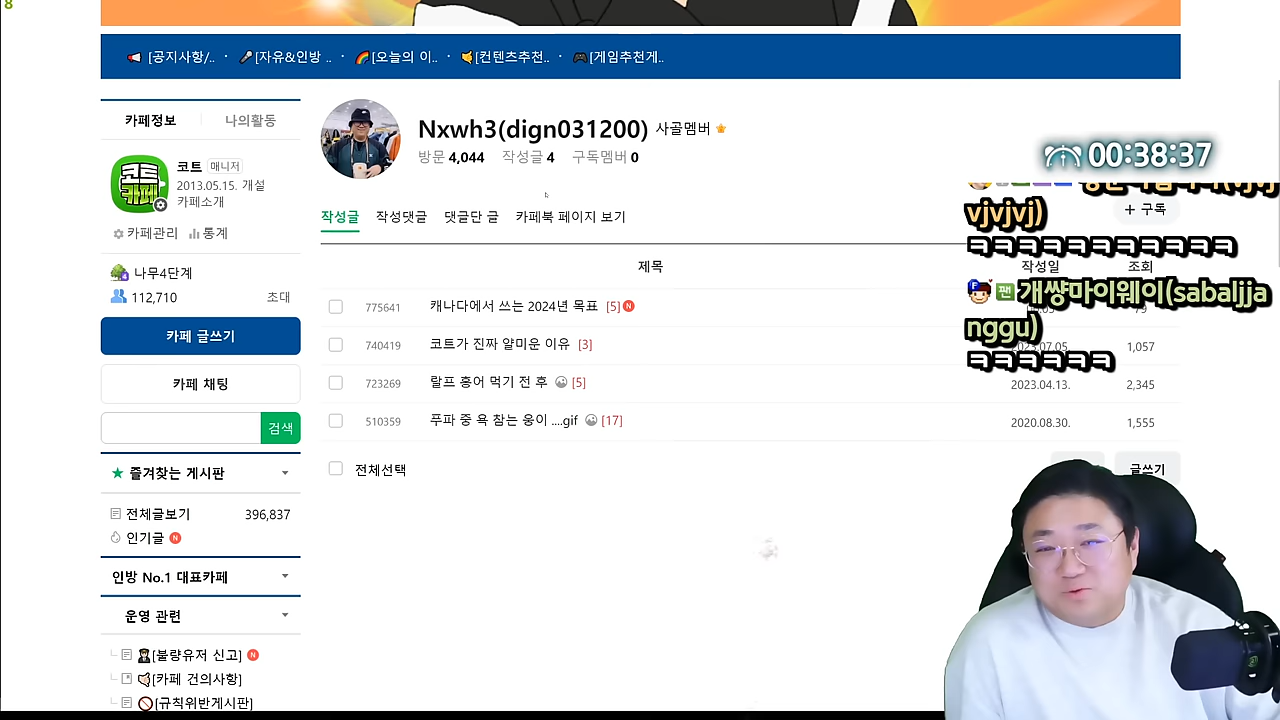 8
[공지사항/.. · [자유&인방 .. · [오늘의 이.. · [컨텐츠추천.. · [게임추천게..
카페정보 나의활동
코드카페
코트 매니저
2013.05.15. 개설
카페소개
카페관리 통계
나무4단계
112,710 초대
카페 글쓰기
카페 채팅
검색
즐겨찾는 게시판
전체글보기 396,837
인기글 N
인방 No.1 대표카페
운영 관련
[불량유저 신고] N
[카페 건의사항]
[규칙위반게시판]
Nxwh3(dign031200) 사골멤버
방문 4,044 작성글 4 구독멤버 0
+ 구독
작성글 작성댓글 댓글단 글 카페북 페이지 보기
제목 작성일 조회
775641 캐나다에서 쓰는 2024년 목표 [5] N
740419 코트가 진짜 얄미운 이유 [3] 2023.07.05. 1,057
723269 랄프 홍어 먹기 전 후 [5] 2023.04.13. 2,345
510359 푸파 중 욕 참는 웅이 ....gif [17] 2020.08.30. 1,555
전체선택 글쓰기
00:38:37
vjvjvj)
ㅋㅋㅋㅋㅋㅋㅋㅋㅋㅋㅋ
F 팬 개썅마이웨이(sabaljja
nggu)
ㅋㅋㅋㅋㅋㅋ